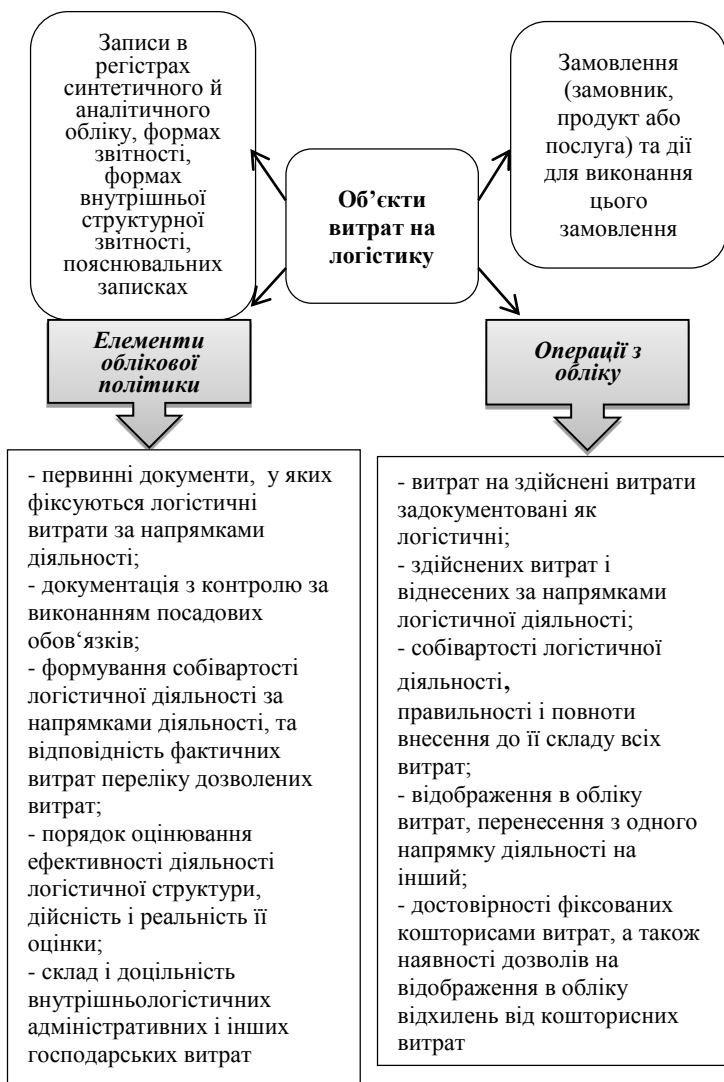 Записи в
регістрах
синтетичного й
аналітичного
обліку, формах
звітності,
формах
внутрішньої
структурної
звітності,
пояснювальних
записках
Об’єкти
витрат на
логістику
Замовлення
(замовник,
продукт або
послуга) та дії
для виконання
цього
замовлення
Елементи
облікової
політики
Операції з
обліку
- первинні документи, у яких
фіксуються логістичні
витрати за напрямками
діяльності;
- документація з контролю за
виконанням посадових
обов‘язків;
- формування собівартості
логістичної діяльності за
напрямками діяльності, та
відповідність фактичних
витрат переліку дозволених
витрат;
- порядок оцінювання
ефективності діяльності
логістичної структури,
дійсність і реальність її
оцінки;
- склад і доцільність
внутрішньологістичних
адміністративних і інших
господарських витрат
- витрат на здійснені витрати
задокументовані як
логістичні;
- здійснених витрат і
віднесених за напрямками
логістичної діяльності;
- собівартості логістичної
діяльності,
правильності і повноти
внесення до її складу всіх
витрат;
- відображення в обліку
витрат, перенесення з одного
напрямку діяльності на
інший;
- достовірності фіксованих
кошторисами витрат, а також
наявності дозволів на
відображення в обліку
відхилень від кошторисних
витрат